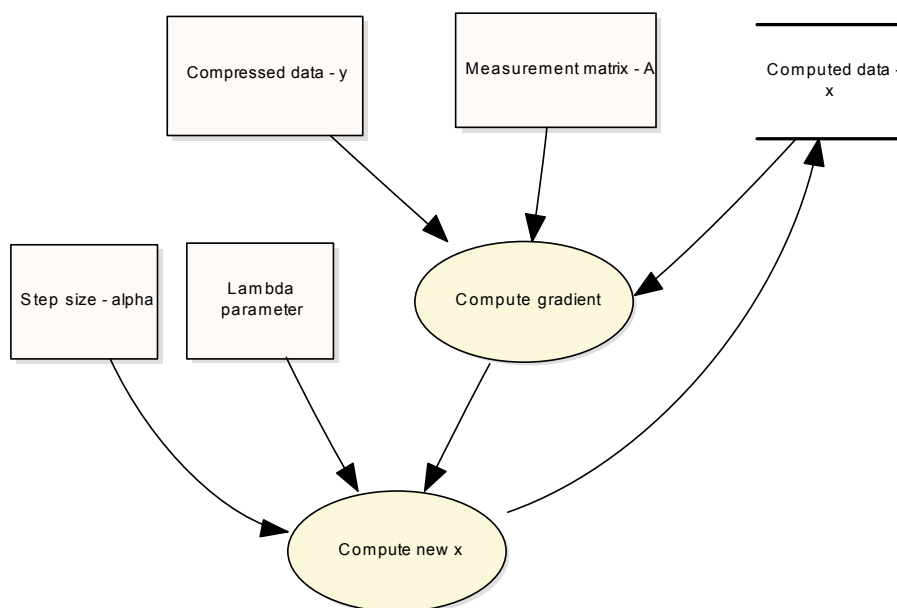 Compressed data - y
Measurement matrix - A
Computed data -
x
Step size - alpha
Lambda
parameter
Compute gradient
Compute new x